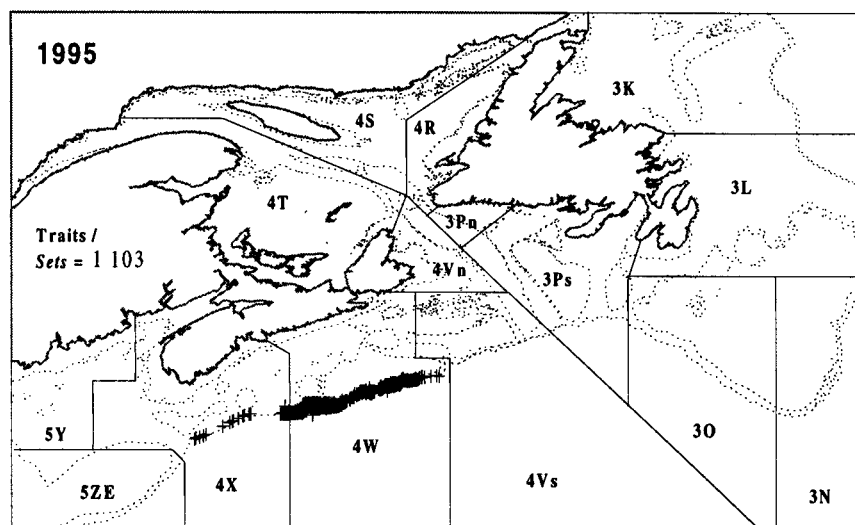 1995
3K
4S
4R
3L
4T
3Pn
Traits /
Sets = 1 103
4Vn
3Ps
5Y
4W
3O
5ZE
4X
4Vs
3N